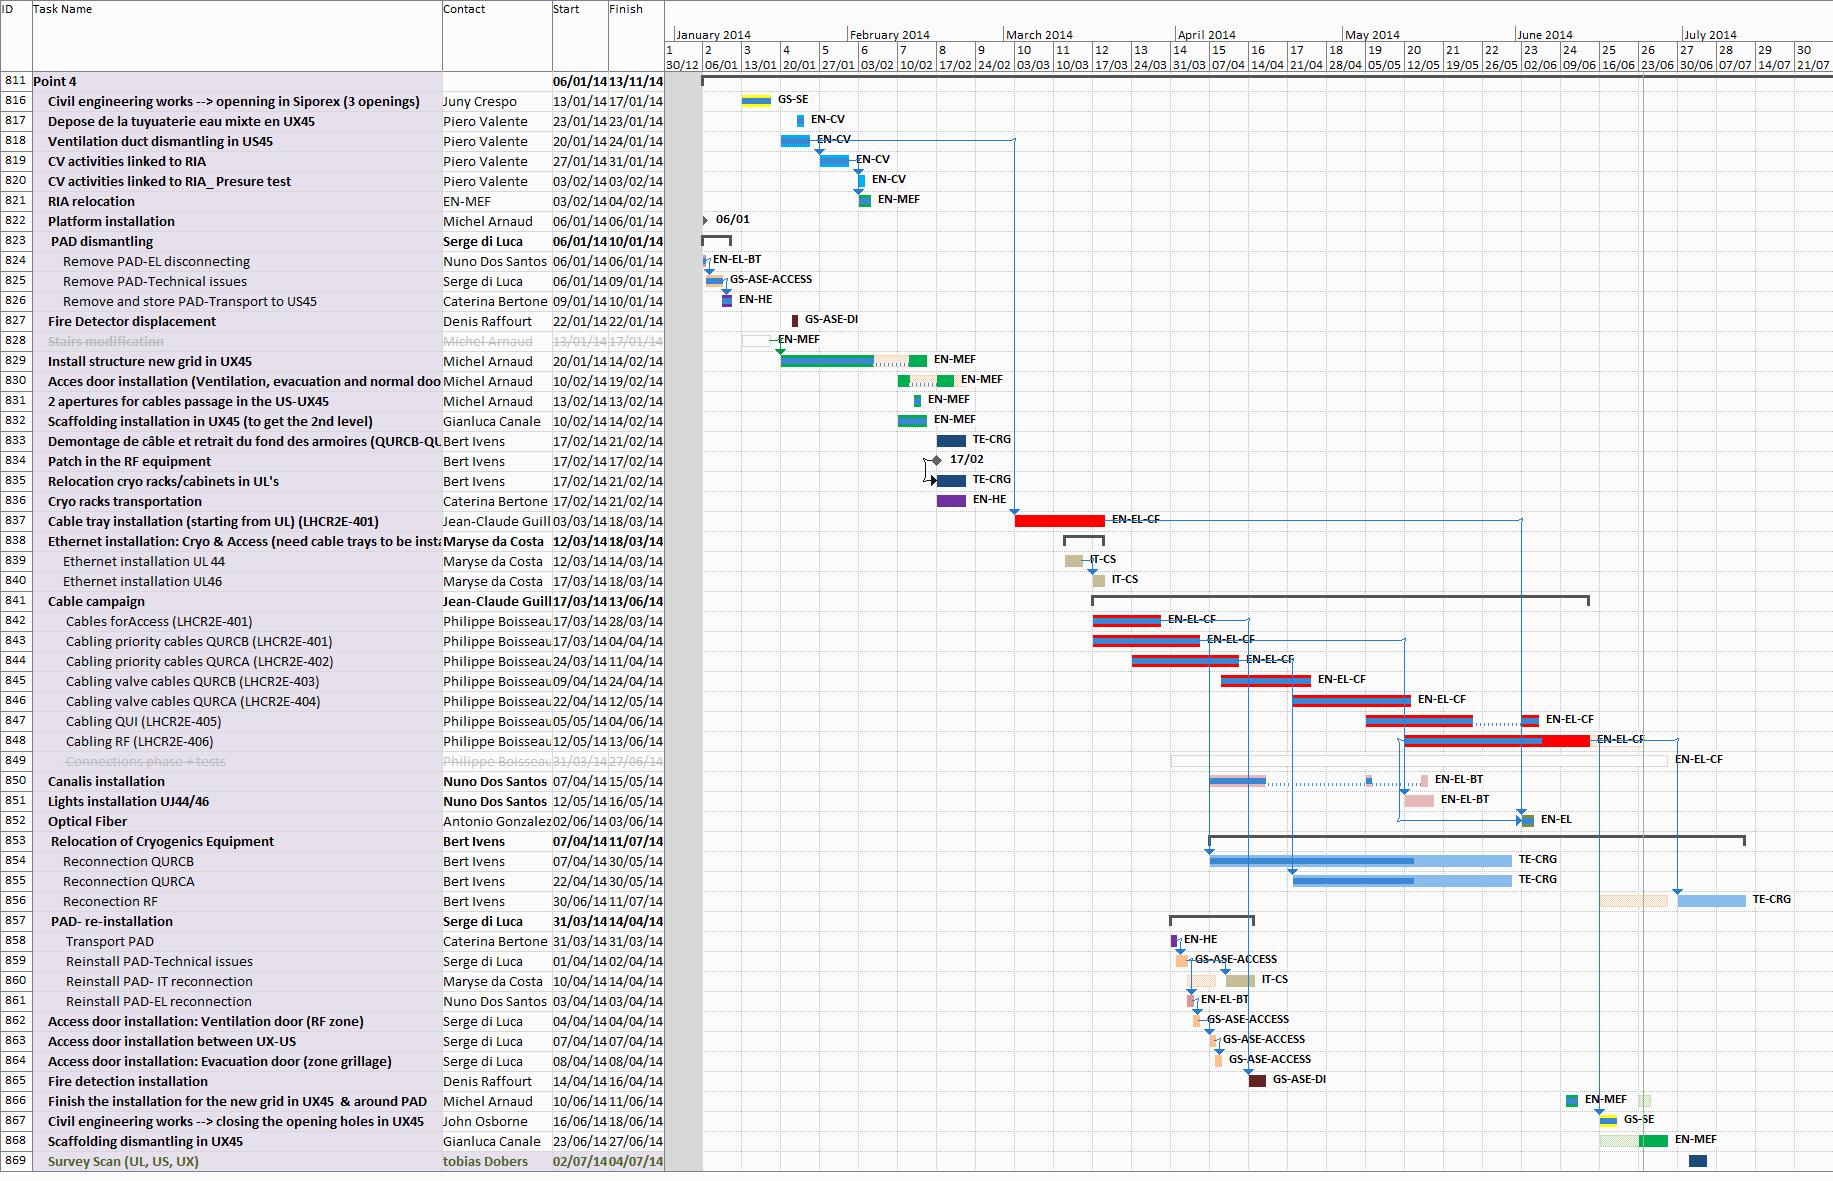 ID Task Name Contact Start Finish
January 2014 February 2014 March 2014 April 2014 May 2014 June 2014 July 2014
1 2 3 4 5 6 7 8 9 10 11 12 13 14 15 16 17 18 19 20 21 22 23 24 25 26 27 28 29 30
30/12 06/01 13/01 20/01 27/01 03/02 10/02 17/02 24/02 03/03 10/03 17/03 24/03 31/03 07/04 14/04 21/04 28/04 05/05 12/05 19/05 26/05 02/06 09/06 16/06 23/06 30/06 07/07 14/07 21/07
811 Point 4 06/01/14 13/11/14
816 Civil engineering works --> openning in Siporex (3 openings) Juny Crespo 13/01/14 17/01/14 GS-SE
817 Depose de la tuyuaterie eau mixte en UX45 Piero Valente 23/01/14 23/01/14 EN-CV
818 Ventilation duct dismantling in US45 Piero Valente 20/01/14 24/01/14 EN-CV
819 CV activities linked to RIA Piero Valente 27/01/14 31/01/14 EN-CV
820 CV activities linked to RIA_ Presure test Piero Valente 03/02/14 03/02/14 EN-CV
821 RIA relocation EN-MEF 03/02/14 04/02/14 EN-MEF
822 Platform installation Michel Arnaud 06/01/14 06/01/14 06/01
823 PAD dismantling Serge di Luca 06/01/14 10/01/14
824 Remove PAD-EL disconnecting Nuno Dos Santos 06/01/14 06/01/14 EN-EL-BT
825 Remove PAD-Technical issues Serge di Luca 06/01/14 09/01/14 GS-ASE-ACCESS
826 Remove and store PAD-Transport to US45 Caterina Bertone 09/01/14 10/01/14 EN-HE
827 Fire Detector displacement Denis Raffourt 22/01/14 22/01/14 GS-ASE-DI
828 Stairs modification Michel Arnaud 13/01/14 17/01/14 EN-MEF
829 Install structure new grid in UX45 Michel Arnaud 20/01/14 14/02/14 EN-MEF
830 Acces door installation (Ventilation, evacuation and normal doo Michel Arnaud 10/02/14 19/02/14 EN-MEF
831 2 apertures for cables passage in the US-UX45 Michel Arnaud 13/02/14 13/02/14 EN-MEF
832 Scaffolding installation in UX45 (to get the 2nd level) Gianluca Canale 10/02/14 14/02/14 EN-MEF
833 Demontage de câble et retrait du fond des armoires (QURCB-QU Bert Ivens 17/02/14 21/02/14 TE-CRG
834 Patch in the RF equipment Bert Ivens 17/02/14 17/02/14 17/02
835 Relocation cryo racks/cabinets in UL's Bert Ivens 17/02/14 21/02/14 TE-CRG
836 Cryo racks transportation Caterina Bertone 17/02/14 21/02/14 EN-HE
837 Cable tray installation (starting from UL) (LHCR2E-401) Jean-Claude Guill 03/03/14 18/03/14 EN-EL-CF
838 Ethernet installation: Cryo & Access (need cable trays to be insta Maryse da Costa 12/03/14 18/03/14
839 Ethernet installation UL 44 Maryse da Costa 12/03/14 14/03/14 IT-CS
840 Ethernet installation UL46 Maryse da Costa 17/03/14 18/03/14 IT-CS
841 Cable campaign Jean-Claude Guill 17/03/14 13/06/14
842 Cables forAccess (LHCR2E-401) Philippe Boisseau 17/03/14 28/03/14 EN-EL-CF
843 Cabling priority cables QURCB (LHCR2E-401) Philippe Boisseau 17/03/14 04/04/14 EN-EL-CF
844 Cabling priority cables QURCA (LHCR2E-402) Philippe Boisseau 24/03/14 11/04/14 EN-EL-CF
845 Cabling valve cables QURCB (LHCR2E-403) Philippe Boisseau 09/04/14 24/04/14 EN-EL-CF
846 Cabling valve cables QURCA (LHCR2E-404) Philippe Boisseau 22/04/14 12/05/14 EN-EL-CF
847 Cabling QUI (LHCR2E-405) Philippe Boisseau 05/05/14 04/06/14 EN-EL-CF
848 Cabling RF (LHCR2E-406) Philippe Boisseau 12/05/14 13/06/14 EN-EL-CF
849 Connections phase + tests Philippe Boisseau 31/03/14 27/06/14 EN-EL-CF
850 Canalis installation Nuno Dos Santos 07/04/14 15/05/14 EN-EL-BT
851 Lights installation UJ44/46 Nuno Dos Santos 12/05/14 16/05/14 EN-EL-BT
852 Optical Fiber Antonio Gonzalez 02/06/14 03/06/14 EN-EL
853 Relocation of Cryogenics Equipment Bert Ivens 07/04/14 11/07/14
854 Reconnection QURCB Bert Ivens 07/04/14 30/05/14 TE-CRG
855 Reconnection QURCA Bert Ivens 22/04/14 30/05/14 TE-CRG
856 Reconection RF Bert Ivens 30/06/14 11/07/14 TE-CRG
857 PAD- re-installation Serge di Luca 31/03/14 14/04/14
858 Transport PAD Caterina Bertone 31/03/14 31/03/14 EN-HE
859 Reinstall PAD-Technical issues Serge di Luca 01/04/14 02/04/14 GS-ASE-ACCESS
860 Reinstall PAD- IT reconnection Maryse da Costa 10/04/14 14/04/14 IT-CS
861 Reinstall PAD-EL reconnection Nuno Dos Santos 03/04/14 03/04/14 EN-EL-BT
862 Access door installation: Ventilation door (RF zone) Serge di Luca 04/04/14 04/04/14 GS-ASE-ACCESS
863 Access door installation between UX-US Serge di Luca 07/04/14 07/04/14 GS-ASE-ACCESS
864 Access door installation: Evacuation door (zone grillage) Serge di Luca 08/04/14 08/04/14 GS-ASE-ACCESS
865 Fire detection installation Denis Raffourt 14/04/14 16/04/14 GS-ASE-DI
866 Finish the installation for the new grid in UX45 & around PAD Michel Arnaud 10/06/14 11/06/14 EN-MEF
867 Civil engineering works --> closing the opening holes in UX45 John Osborne 16/06/14 18/06/14 GS-SE
868 Scaffolding dismantling in UX45 Gianluca Canale 23/06/14 27/06/14 EN-MEF
869 Survey Scan (UL, US, UX) tobias Dobers 02/07/14 04/07/14